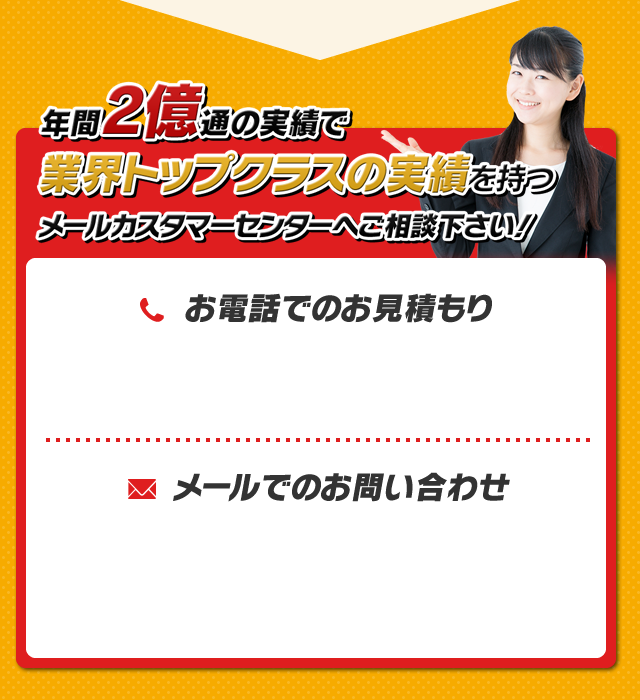 年間2億通の実績で
業界トップクラスの実績を持つ
メールカスタマーセンターへご相談下さい!!
お電話でのお見積もり
メールでのお問い合わせ